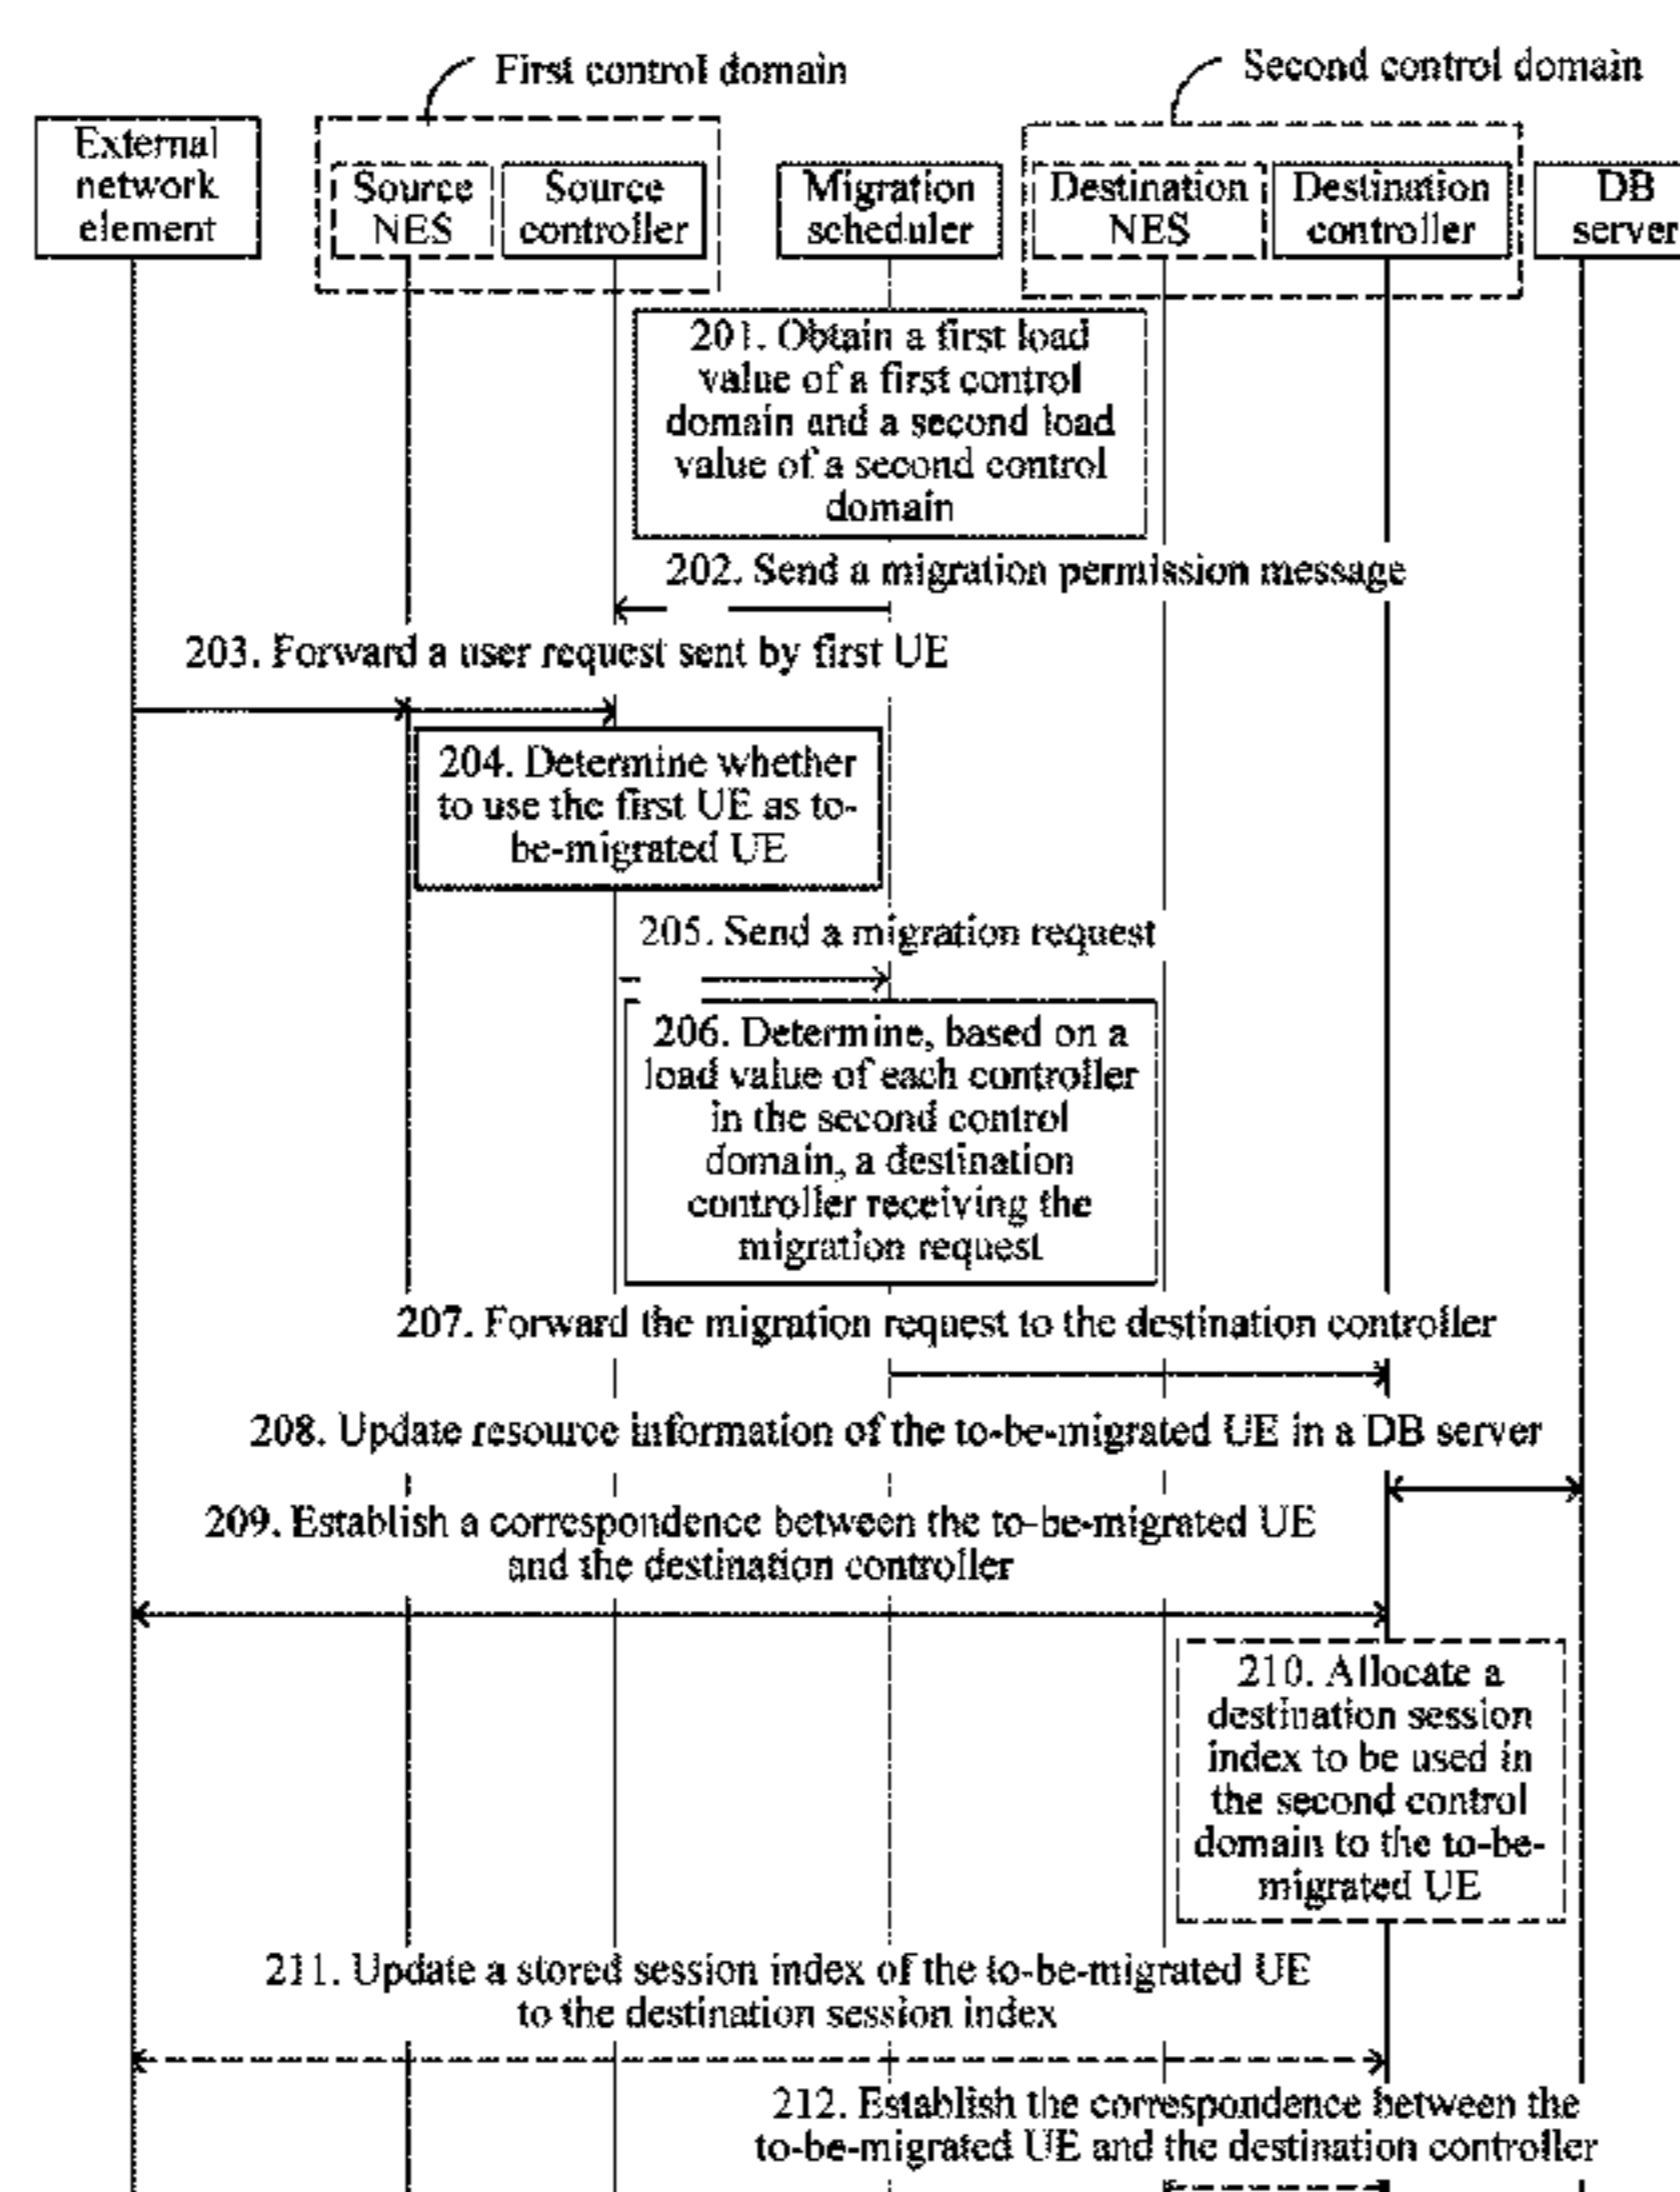 First control domain
Second control domain
External
network
element
Source
NES
Source
controller
Migration
scheduler
Destination
NES
Destination
controller
DB
server
201. Obtain a first load
value of a first control
domain and a second load
value of a second control
domain
202. Send a migration permission message
203. Forward a user request sent by first UE
204. Determine whether
to use the first UE as to-
be-migrated UE
205. Send a migration request
206. Determine, based on a
load value of each controller
in the second control
domain, a destination
controller receiving the
migration request
207. Forward the migration request to the destination controller
208. Update resource information of the to-be-migrated UE in a DB server
209. Establish a correspondence between the to-be-migrated UE
and the destination controller
210. Allocate a
destination session
index to be used in
the second control
domain to the to-be-
migrated UE
211. Update a stored session index of the to-be-migrated UE
to the destination session index
212. Establish the correspondence between the
to-be-migrated UE and the destination controller